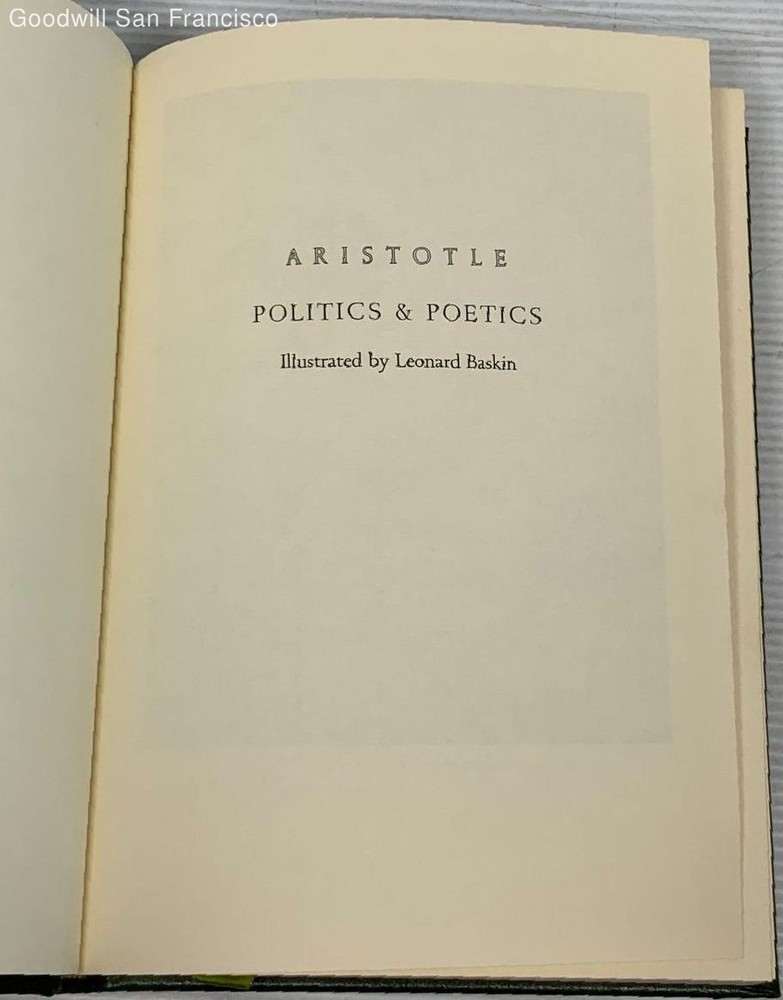 Goodwill San Francisco
ARISTOTLE
POLITICS & POETICS
Illustrated by Leonard Baskin